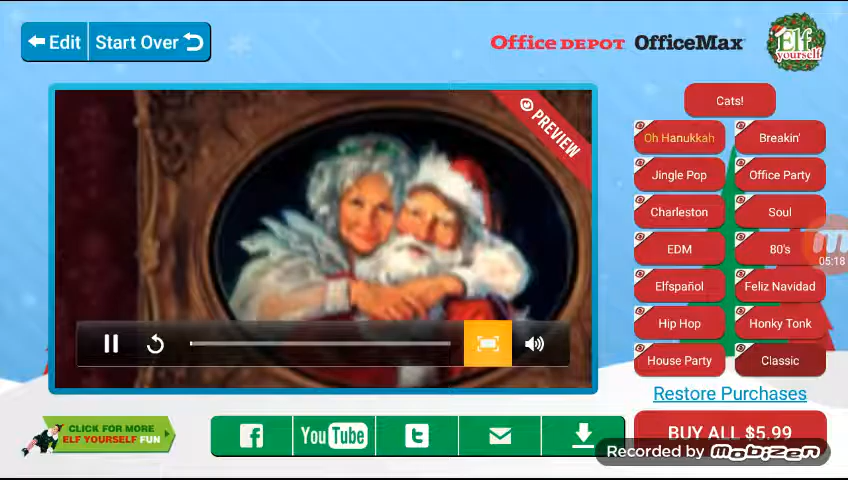 Edit Start Over
Office DEPOT OfficeMax
Elf
yourself
PREVIEW
Cats!
Oh Hanukkah Breakin'
Jingle Pop Office Party
Charleston Soul
EDM 80's
Elfspañol Feliz Navidad
Hip Hop Honky Tonk
House Party Classic
05:18
Restore Purchases
CLICK FOR MORE
ELF YOURSELF FUN
f YouTube t
BUY ALL $5.99
Recorded by mobizen